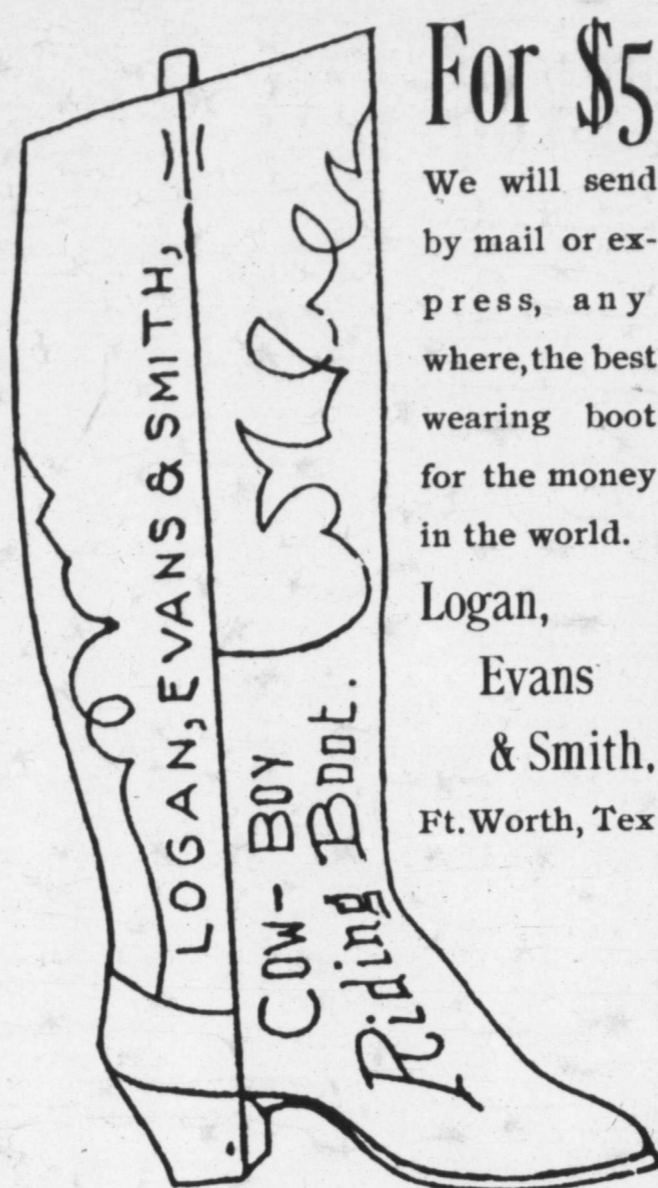 For $5
We will send
by mail or ex-
press, any
where, the best
wearing boot
for the money
in the world.
Logan,
Evans
& Smith,
Ft. Worth, Tex
LOGAN, EVANS & SMITH,
COW-BOY
Riding Boot.